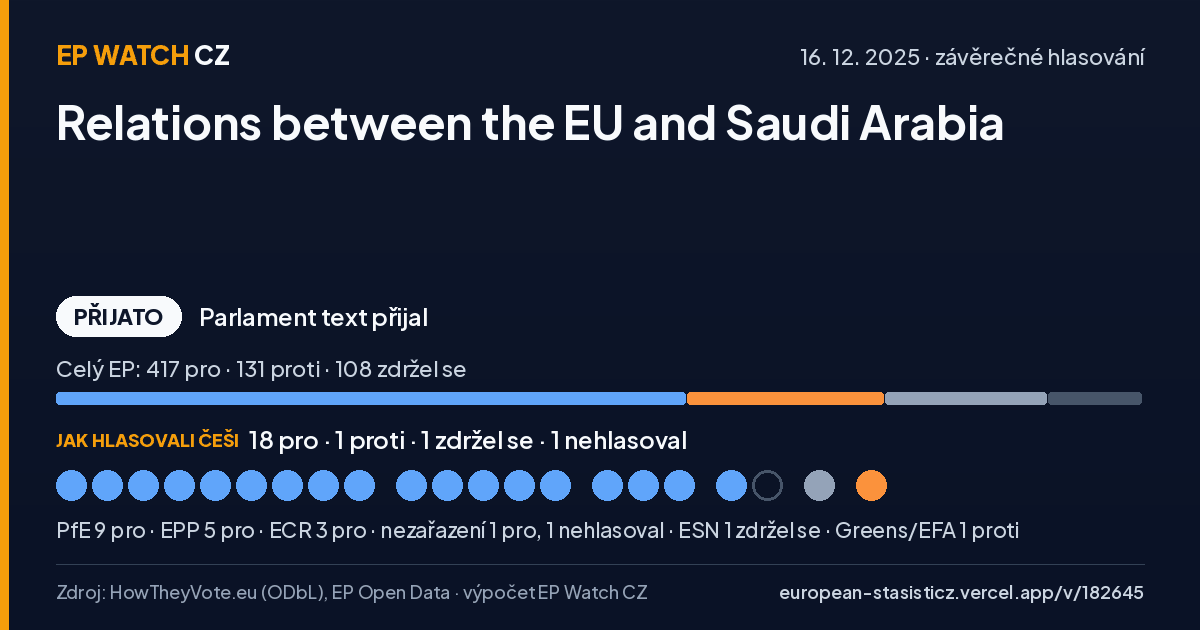 EP WATCH CZ
16. 12. 2025 · závěrečné hlasování
Relations between the EU and Saudi Arabia
PŘIJATO Parlament text přijal
Celý EP: 417 pro · 131 proti · 108 zdržel se
JAK HLASOVALI ČEŠI 18 pro · 1 proti · 1 zdržel se · 1 nehlasoval
PfE 9 pro · EPP 5 pro · ECR 3 pro · nezařazení 1 pro, 1 nehlasoval · ESN 1 zdržel se · Greens/EFA 1 proti
Zdroj: HowTheyVote.eu (ODbL), EP Open Data · výpočet EP Watch CZ
european-stasisticz.vercel.app/v/182645